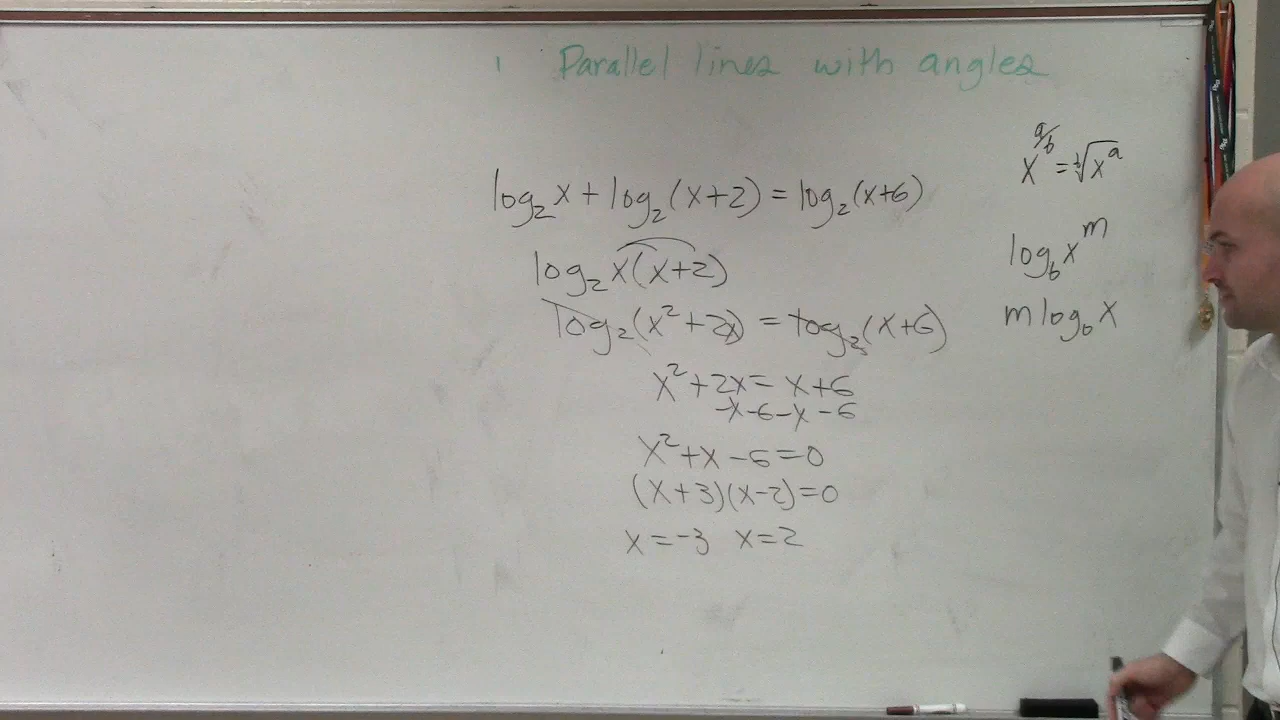 Parallel lines with angles
log₂x + log₂(x+2) = log₂(x+6)
log₂x(x+2)
log₂(x²+2x) = log₂(x+6)
x²+2x = x+6
-x-6 -x -6
x²+x-6=0
(x+3)(x-2)=0
x=-3 x=2
x^a/b = ᵇ√x^a
log_b x^m
m log_b x